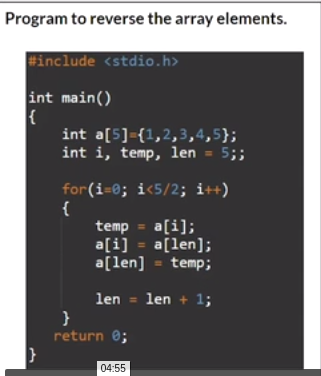 Program to reverse the array elements.
#include <stdio.h>
int main()
{
    int a[5]={1,2,3,4,5};
    int i, temp, len = 5;;
    for(i=0; i<5/2; i++)
    {
        temp = a[i];
        a[i] = a[len];
        a[len] = temp;
        len = len + 1;
    }
   return 0;
}
04:55